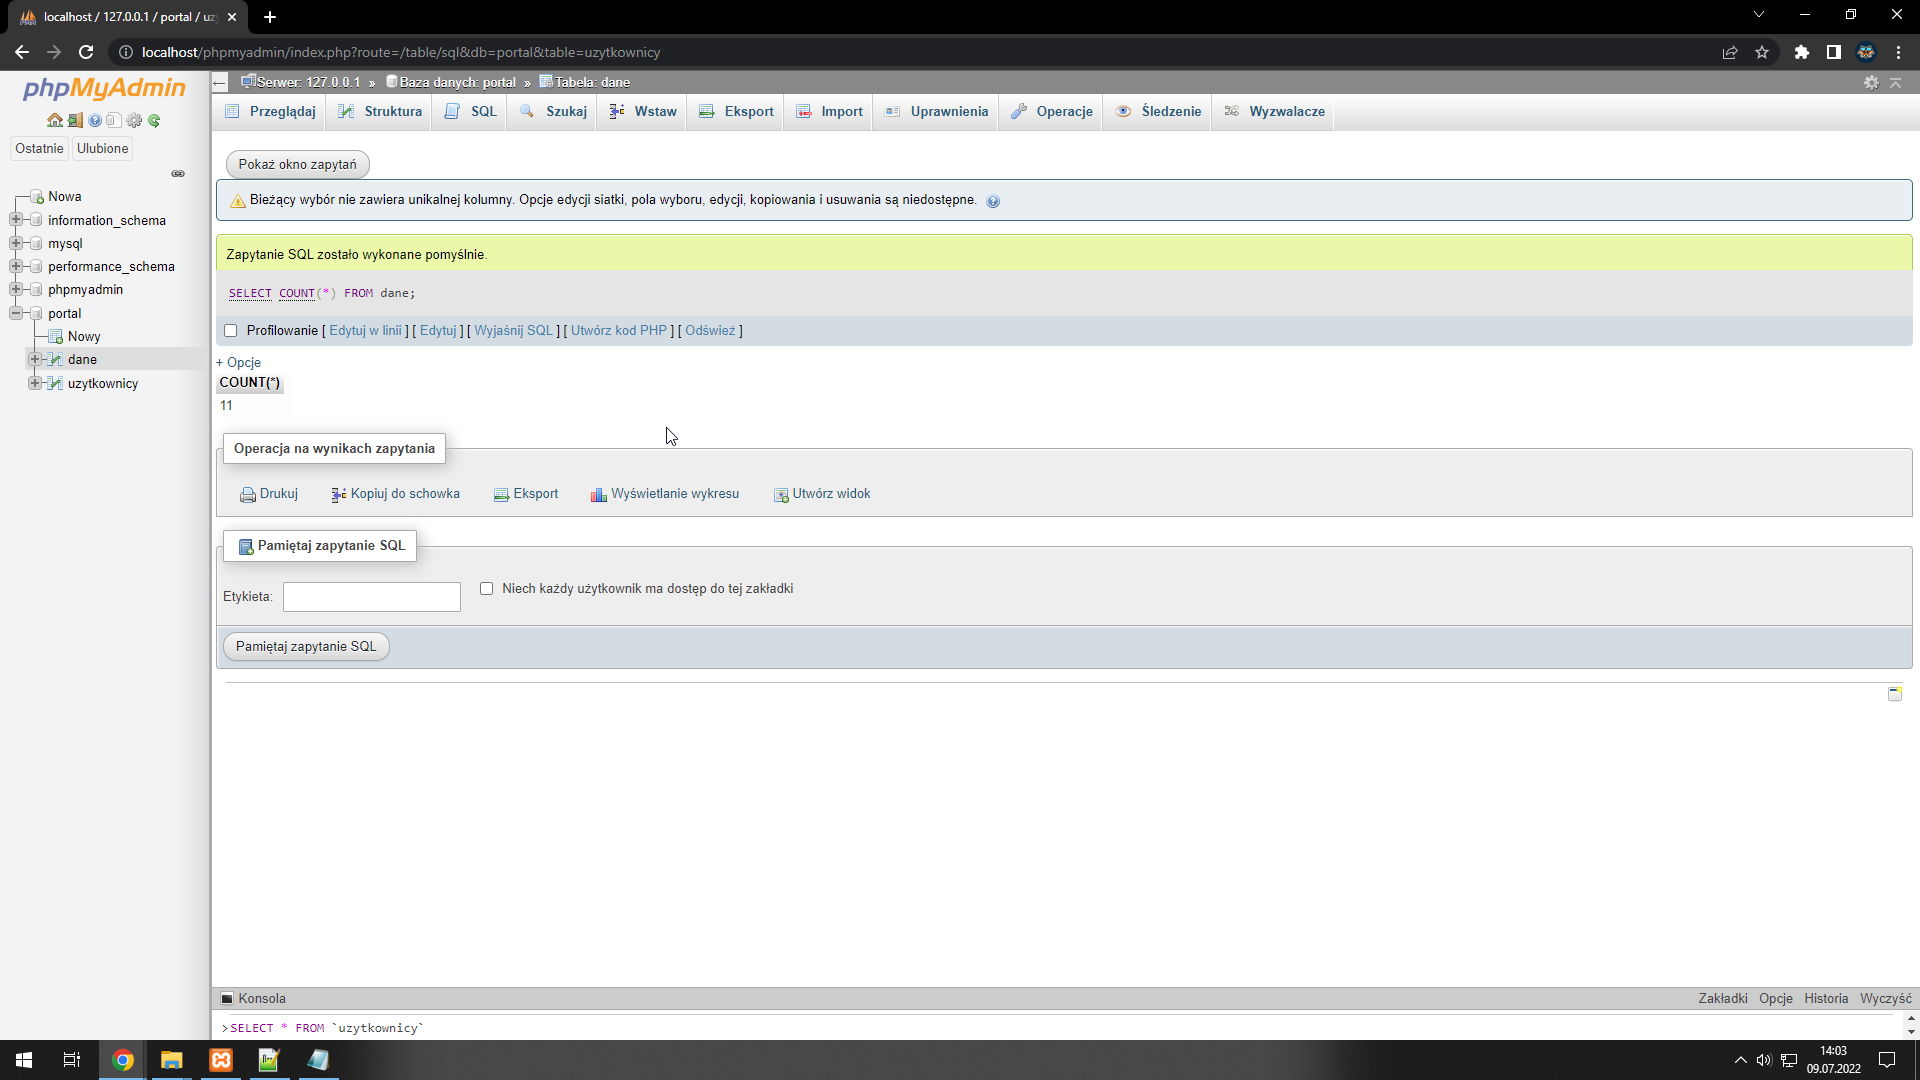 localhost / 127.0.0.1 / portal / uz
localhost/phpmyadmin/index.php?route=/table/sql&db=portal&table=uzytkownicy
phpMyAdmin
Ostatnie Ulubione
Nowa
information_schema
mysql
performance_schema
phpmyadmin
portal
Nowy
dane
uzytkownicy
Serwer: 127.0.0.1 » Baza danych: portal » Tabela: dane
Przeglądaj Struktura SQL Szukaj Wstaw Eksport Import Uprawnienia Operacje Śledzenie Wyzwalacze
Pokaż okno zapytań
Bieżący wybór nie zawiera unikalnej kolumny. Opcje edycji siatki, pola wyboru, edycji, kopiowania i usuwania są niedostępne.
Zapytanie SQL zostało wykonane pomyślnie.
SELECT COUNT(*) FROM dane;
Profilowanie [ Edytuj w linii ] [ Edytuj ] [ Wyjaśnij SQL ] [ Utwórz kod PHP ] [ Odśwież ]
+ Opcje
COUNT(*)
11
Operacja na wynikach zapytania
Drukuj Kopiuj do schowka Eksport Wyświetlanie wykresu Utwórz widok
Pamiętaj zapytanie SQL
Etykieta: Niech każdy użytkownik ma dostęp do tej zakładki
Pamiętaj zapytanie SQL
Konsola Zakładki Opcje Historia Wyczyść
>SELECT * FROM `uzytkownicy`
14:03
09.07.2022